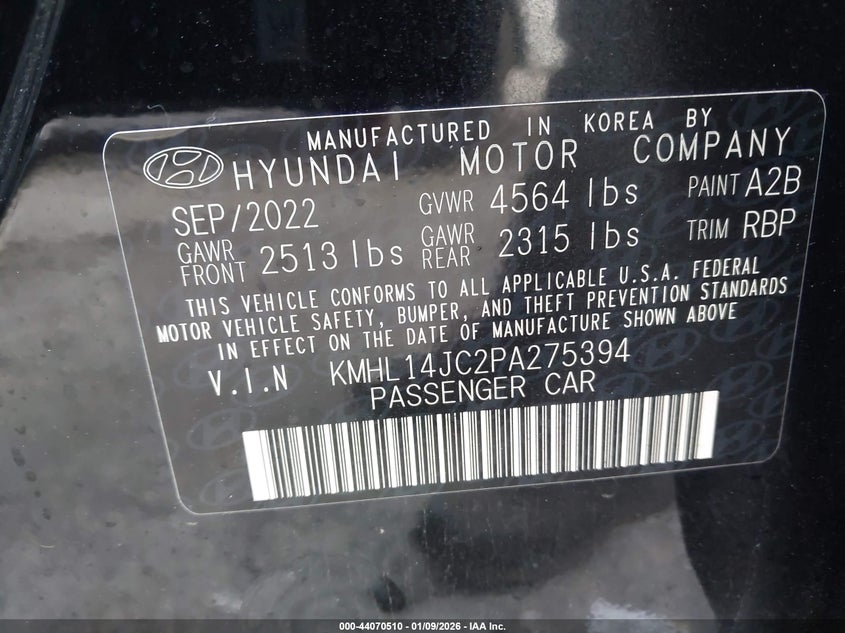 MANUFACTURED IN KOREA BY
HYUNDAI MOTOR COMPANY
SEP/2022 GVWR 4564 lbs PAINT A2B
GAWR FRONT 2513 lbs GAWR REAR 2315 lbs TRIM RBP
THIS VEHICLE CONFORMS TO ALL APPLICABLE U.S.A. FEDERAL
MOTOR VEHICLE SAFETY, BUMPER, AND THEFT PREVENTION STANDARDS
IN EFFECT ON THE DATE OF MANUFACTURE SHOWN ABOVE
V.I.N KMHL14JC2PA275394
PASSENGER CAR
000-44070510 - 01/09/2026 - IAA Inc.